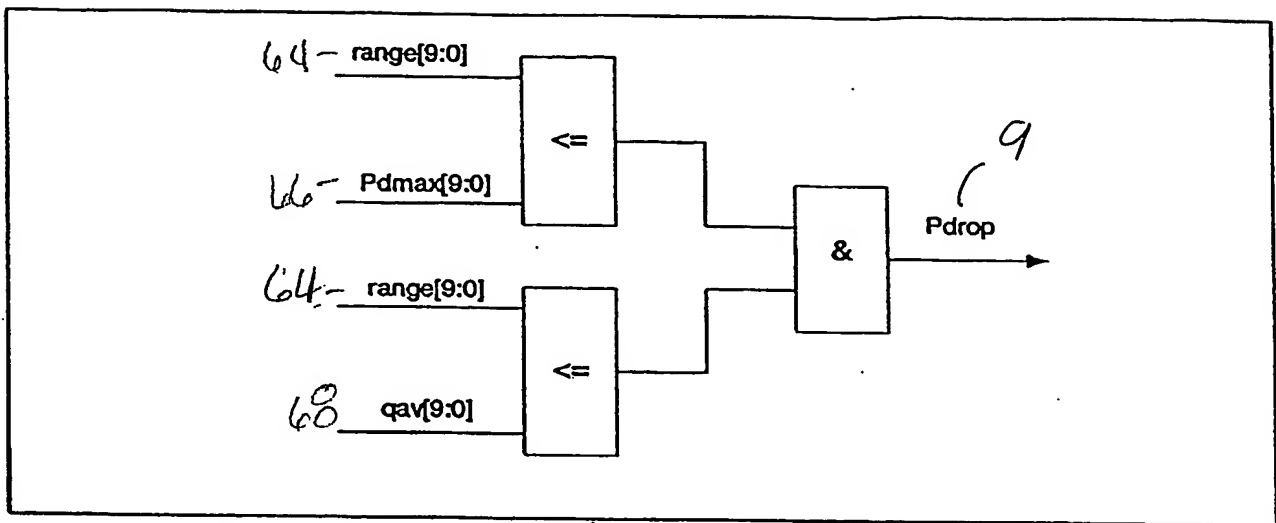 64 range[9:0]
<=
66 Pdmax[9:0]
9
Pdrop
&
64 range[9:0]
<=
68 qav[9:0]